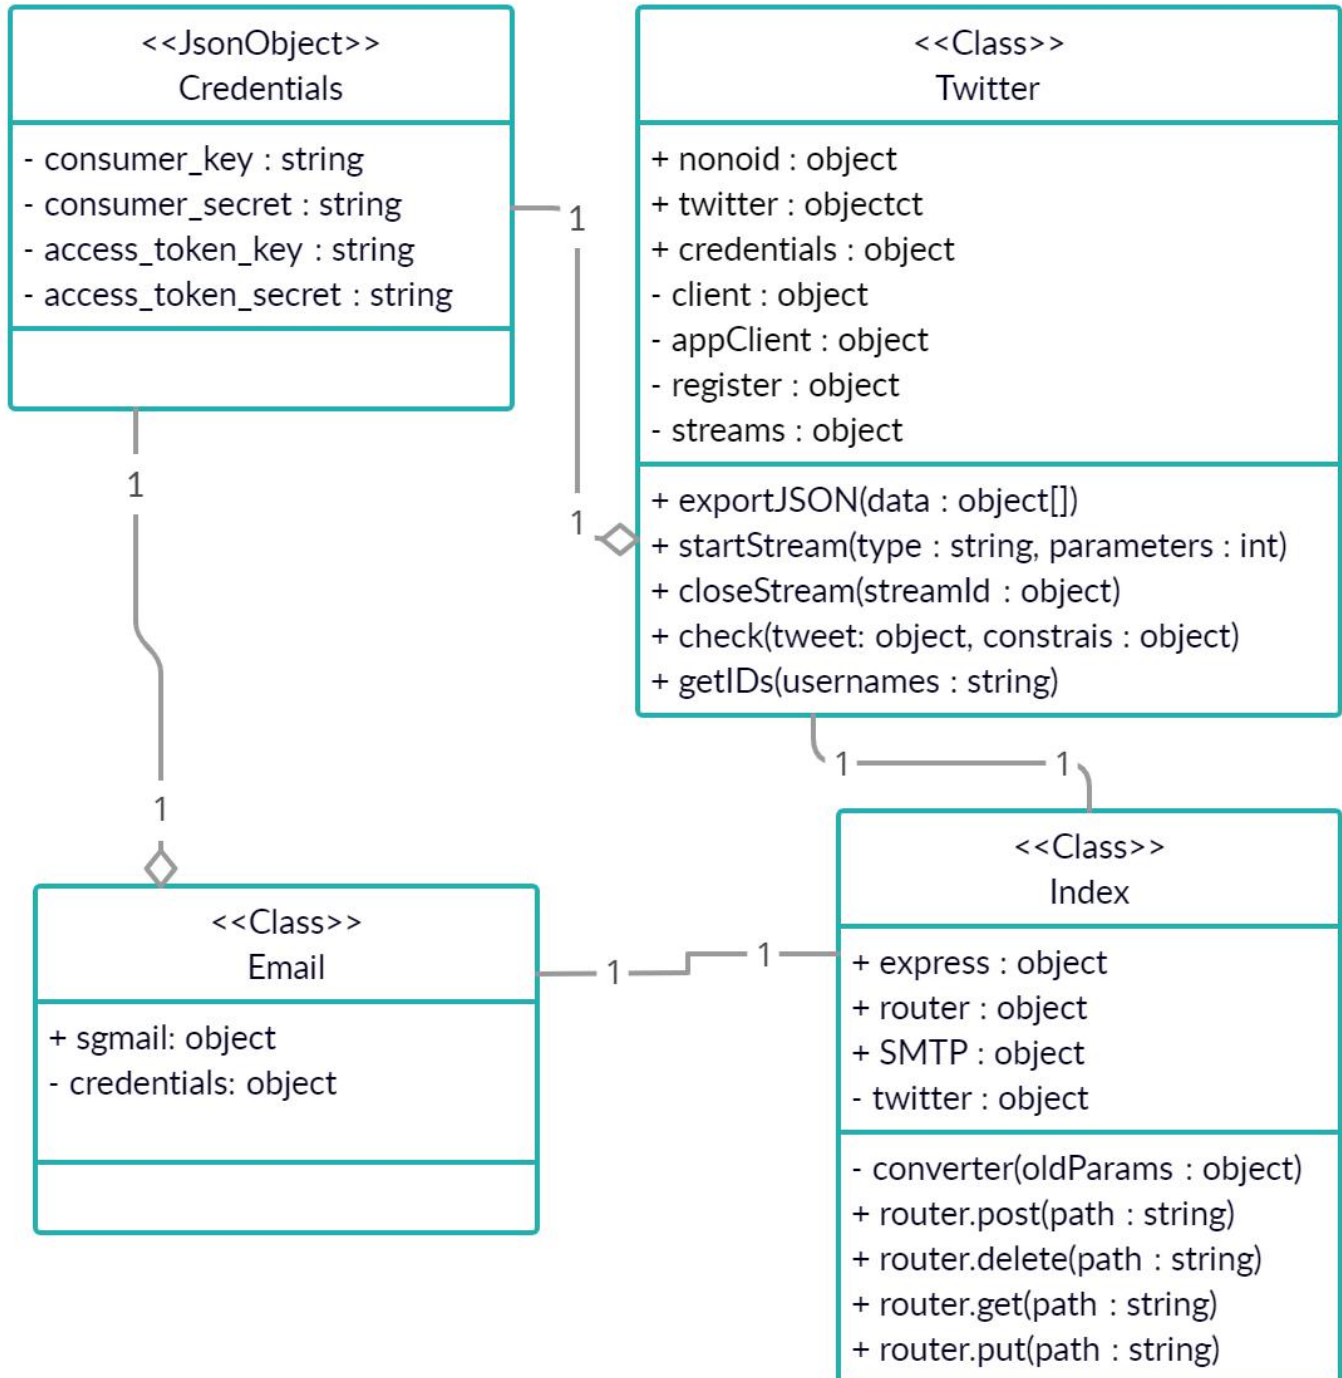 <<JsonObject>>
Credentials
- consumer_key : string
- consumer_secret : string
- access_token_key : string
- access_token_secret : string
<<Class>>
Twitter
+ nonoid : object
+ twitter : objectct
+ credentials : object
- client : object
- appClient : object
- register : object
- streams : object
+ exportJSON(data : object[])
+ startStream(type : string, parameters : int)
+ closeStream(streamId : object)
+ check(tweet: object, constrais : object)
+ getIDs(usernames : string)
1
1
1
1
1
1
<<Class>>
Email
+ sgmail: object
- credentials: object
1
1
<<Class>>
Index
+ express : object
+ router : object
+ SMTP : object
- twitter : object
- converter(oldParams : object)
+ router.post(path : string)
+ router.delete(path : string)
+ router.get(path : string)
+ router.put(path : string)